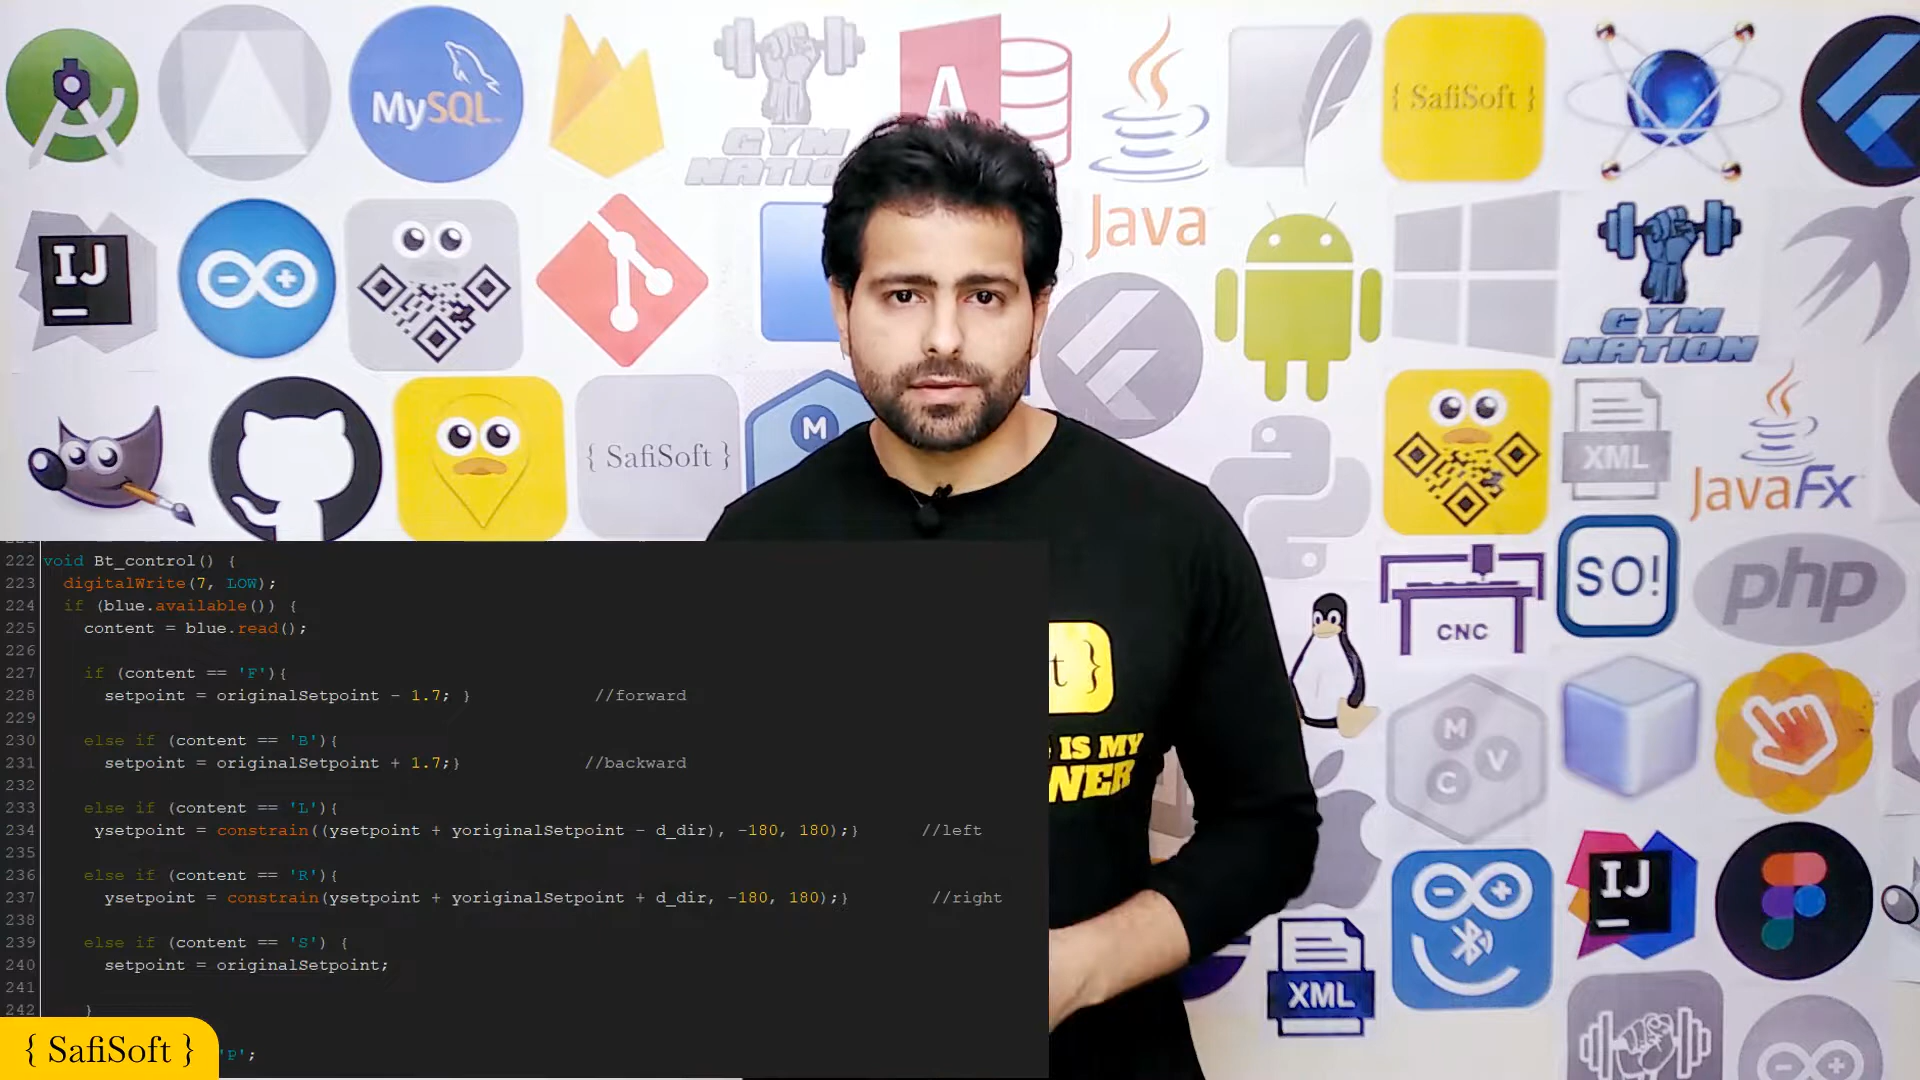 MySQL
GYM
NATIO
A
{ SafiSoft }
IJ
Java
GYM
NATION
M
{ SafiSoft }
XML
JavaFx
SO!
php
CNC
t }
IS MY
WER
M
V
C
IJ
XML
222 void Bt_control() {
223 digitalWrite(7, LOW);
224 if (blue.available()) {
225 content = blue.read();
226
227 if (content == 'F'){
228 setpoint = originalSetpoint - 1.7; } //forward
229
230 else if (content == 'B'){
231 setpoint = originalSetpoint + 1.7;} //backward
232
233 else if (content == 'L'){
234 ysetpoint = constrain((ysetpoint + yoriginalSetpoint - d_dir), -180, 180);} //left
235
236 else if (content == 'R'){
237 ysetpoint = constrain(ysetpoint + yoriginalSetpoint + d_dir, -180, 180);} //right
238
239 else if (content == 'S') {
240 setpoint = originalSetpoint;
241
242 }
{ SafiSoft }
'P';